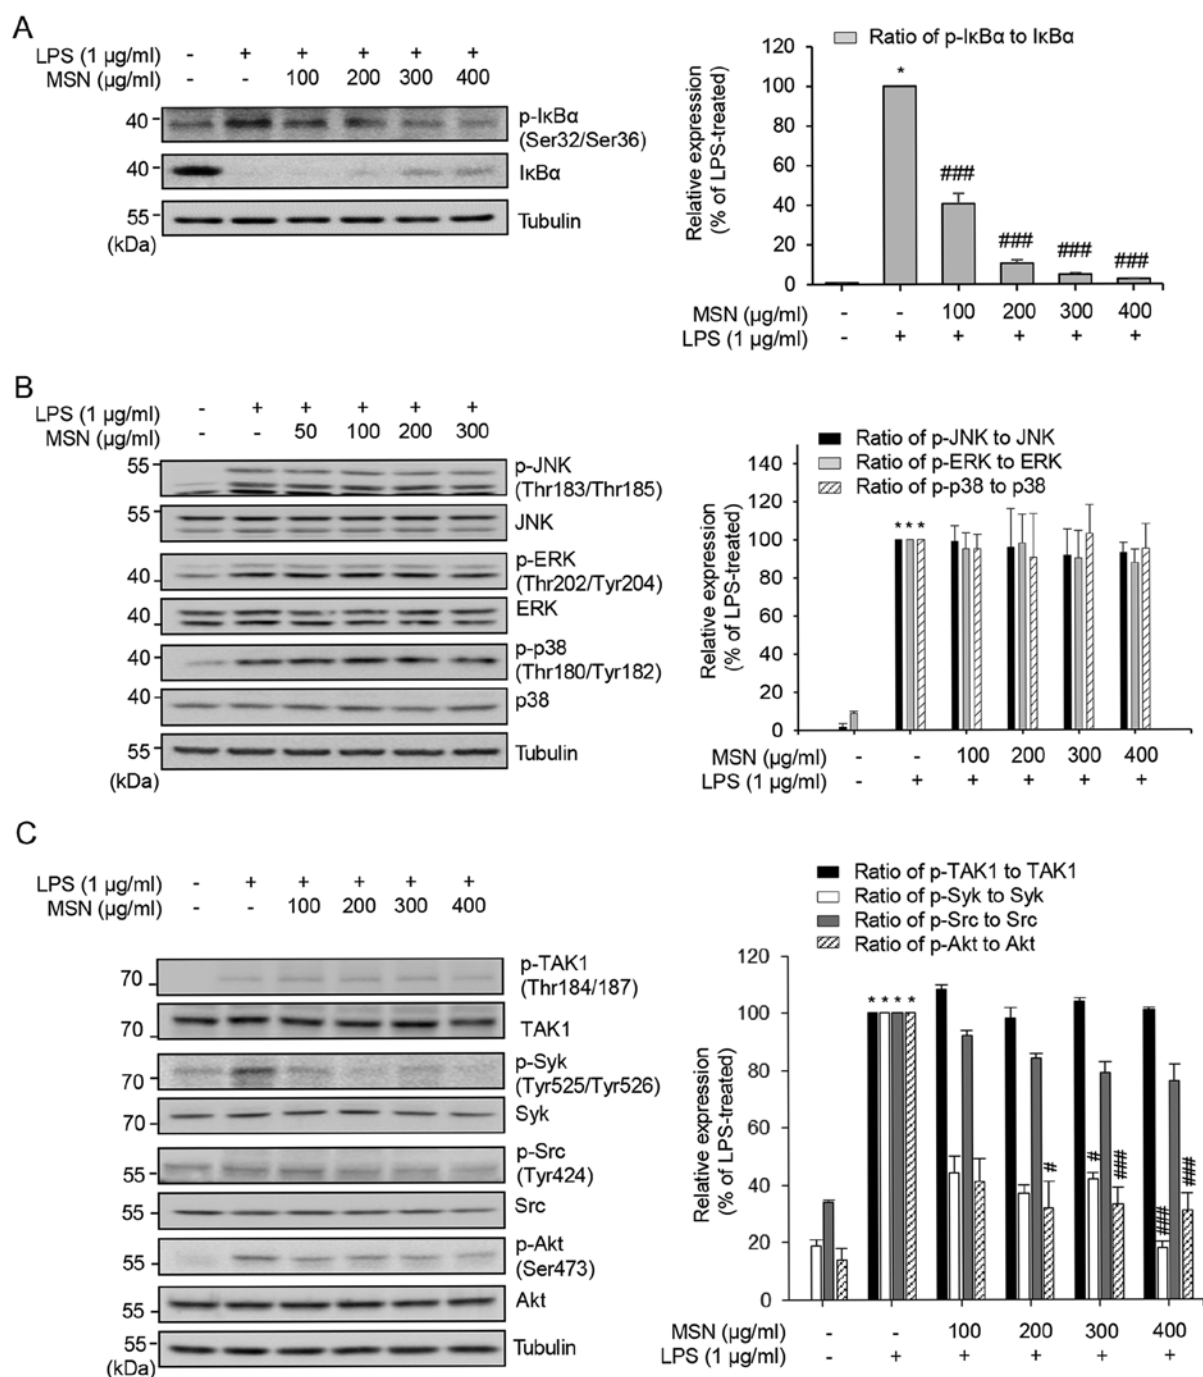 A
LPS (1 µg/ml) - + + + + +
MSN (µg/ml) - - 100 200 300 400
40 p-IκBα
(Ser32/Ser36)
40 IκBα
55 Tubulin
(kDa)
Ratio of p-IκBα to IκBα
Relative expression
(% of LPS-treated)
120
100
80
60
40
20
0
* ### ### ### ###
MSN (µg/ml) - - 100 200 300 400
LPS (1 µg/ml) - + + + + +
B
LPS (1 µg/ml) - + + + + +
MSN (µg/ml) - - 50 100 200 300
55 p-JNK
(Thr183/Thr185)
55 JNK
p-ERK
40 (Thr202/Tyr204)
40 ERK
40 p-p38
(Thr180/Tyr182)
40 p38
55 Tubulin
(kDa)
Ratio of p-JNK to JNK
Ratio of p-ERK to ERK
Ratio of p-p38 to p38
Relative expression
(% of LPS-treated)
140
120
100
80
60
40
20
0
* * *
MSN (µg/ml) - - 100 200 300 400
LPS (1 µg/ml) - + + + + +
C
LPS (1 µg/ml) - + + + + +
MSN (µg/ml) - - 100 200 300 400
70 p-TAK1
(Thr184/187)
70 TAK1
p-Syk
70 (Tyr525/Tyr526)
70 Syk
p-Src
55 (Tyr424)
55 Src
p-Akt
55 (Ser473)
55 Akt
55 Tubulin
(kDa)
Ratio of p-TAK1 to TAK1
Ratio of p-Syk to Syk
Ratio of p-Src to Src
Ratio of p-Akt to Akt
Relative expression
(% of LPS-treated)
120
100
80
60
40
20
0
* * * *
# # ### ### ###
MSN (µg/ml) - - 100 200 300 400
LPS (1 µg/ml) - + + + + +